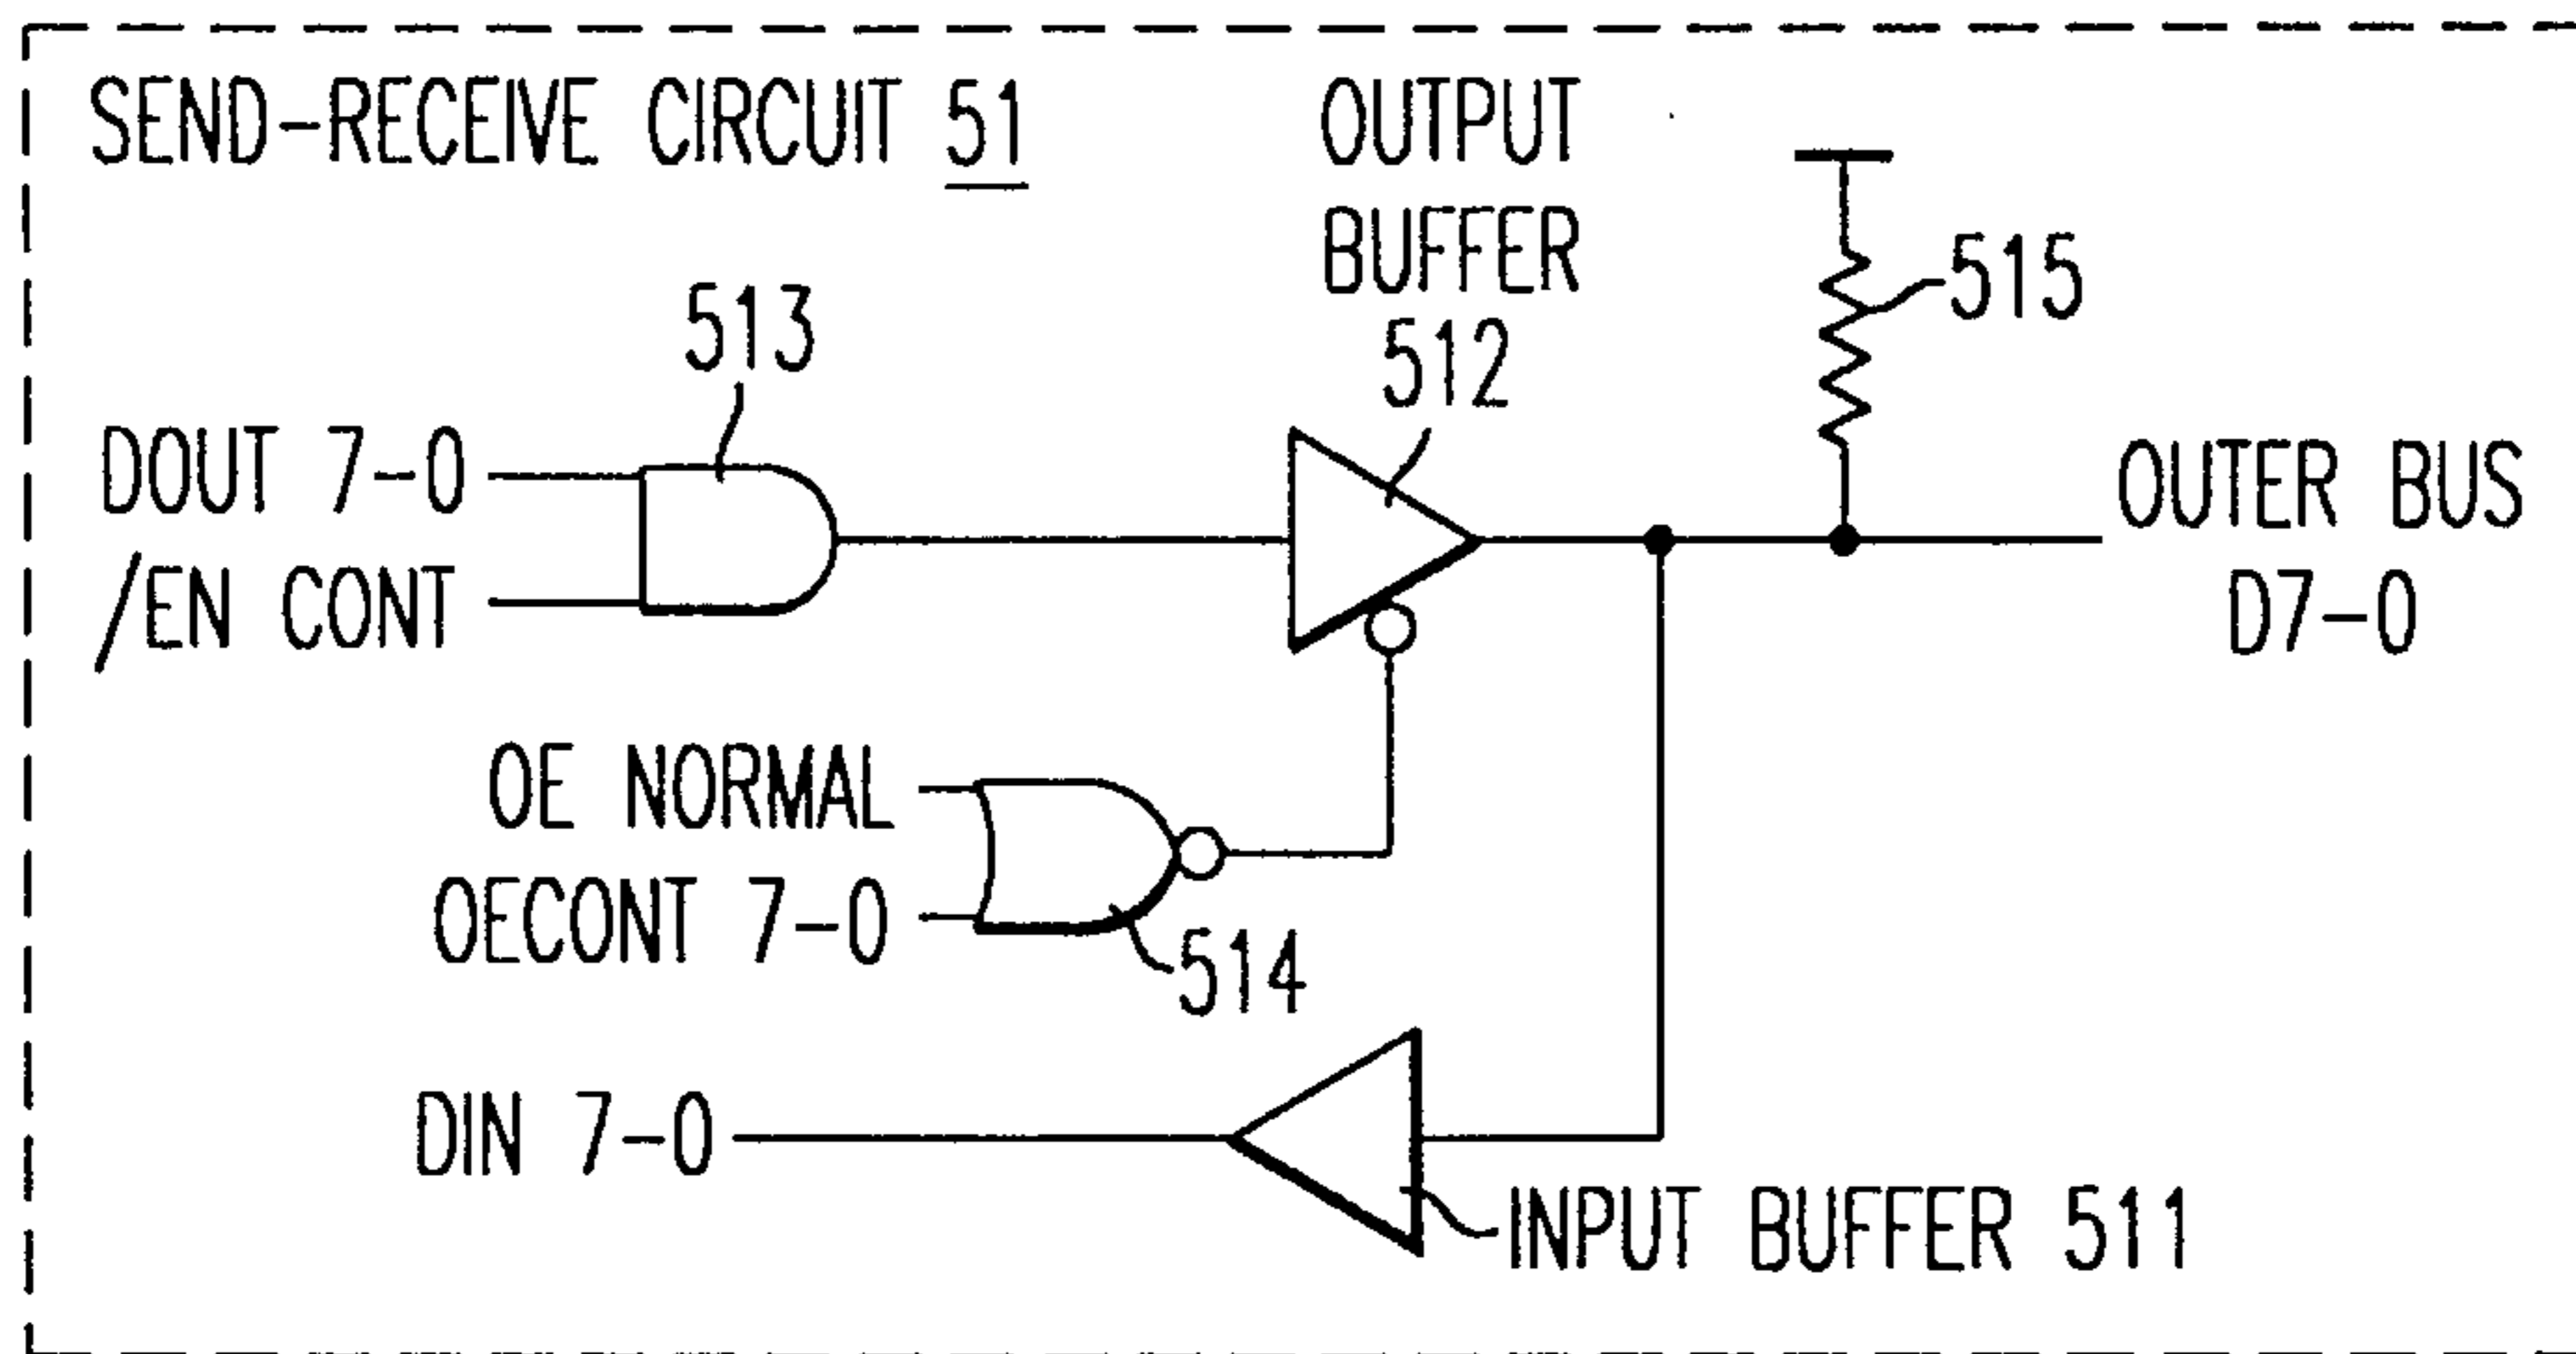 SEND-RECEIVE CIRCUIT 51
OUTPUT
BUFFER
512
513
515
DOUT 7-0
/EN CONT
OUTER BUS
D7-0
OE NORMAL
OECONT 7-0
514
DIN 7-0
INPUT BUFFER 511